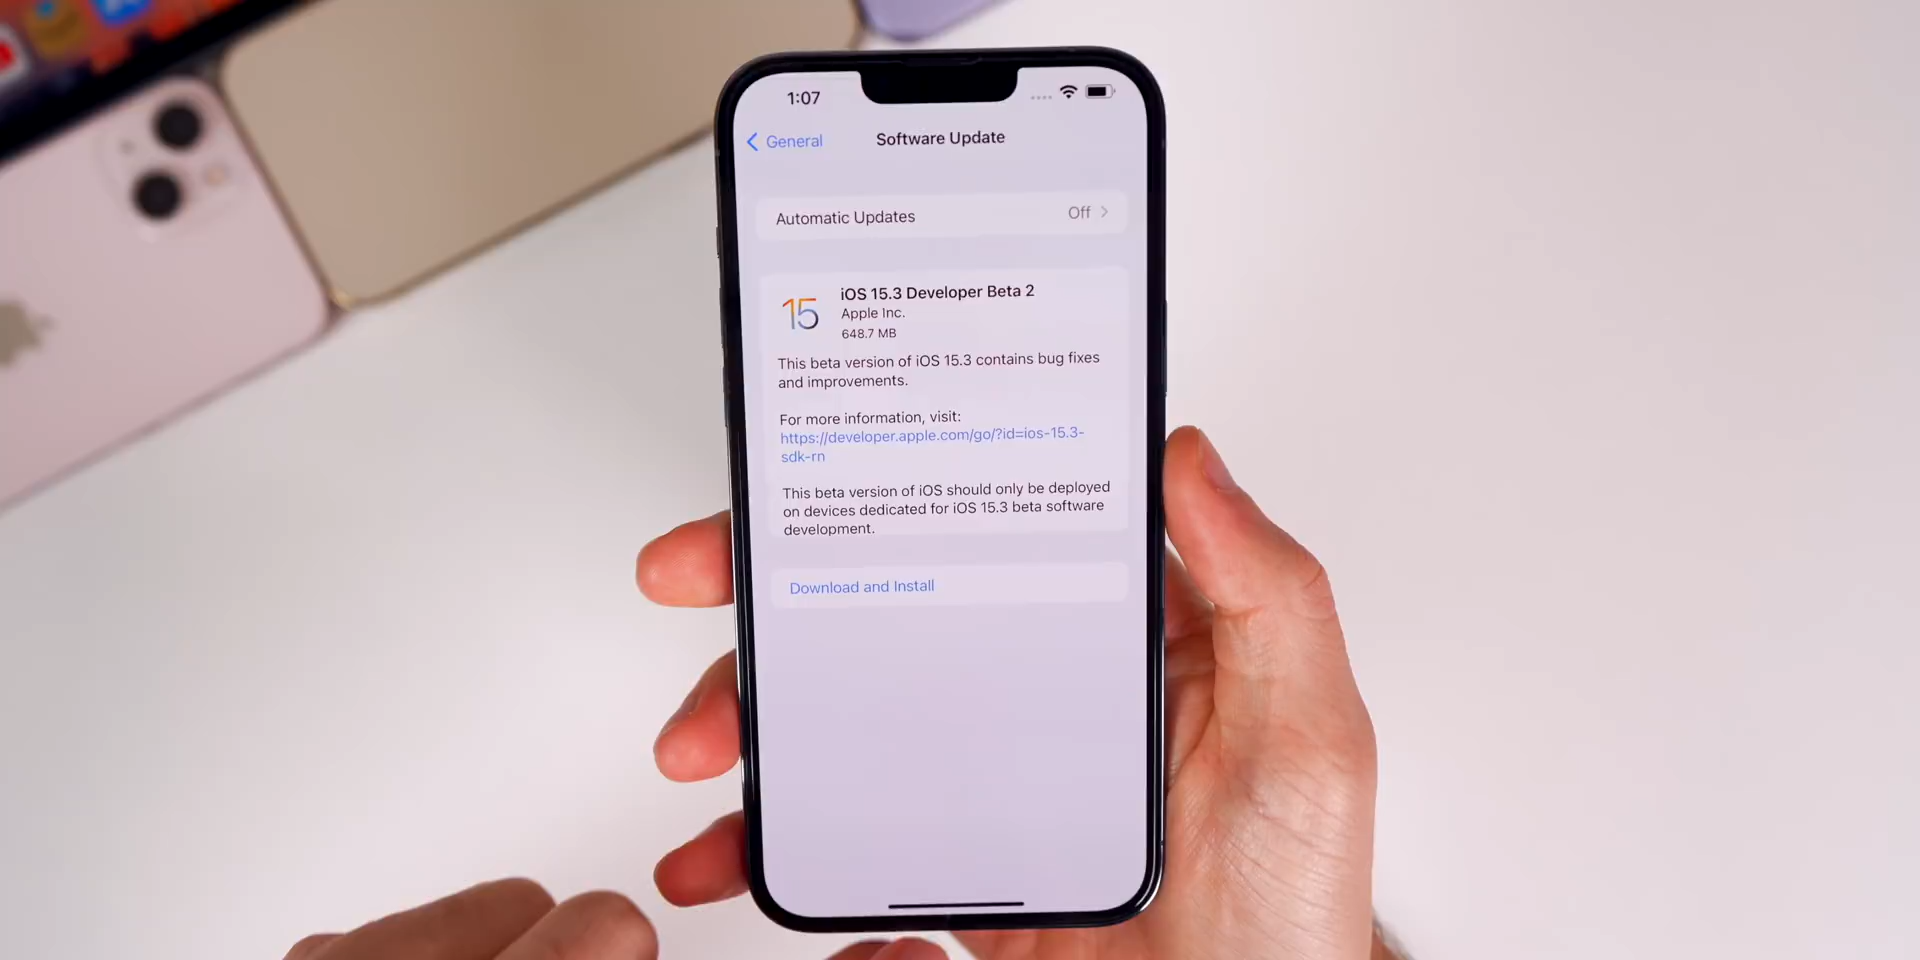 1:07
General
Software Update
Automatic Updates
Off
15
iOS 15.3 Developer Beta 2
Apple Inc.
648.7 MB
This beta version of iOS 15.3 contains bug fixes
and improvements.
For more information, visit:
https://developer.apple.com/go/?id=ios-15.3-
sdk-rn
This beta version of iOS should only be deployed
on devices dedicated for iOS 15.3 beta software
development.
Download and Install